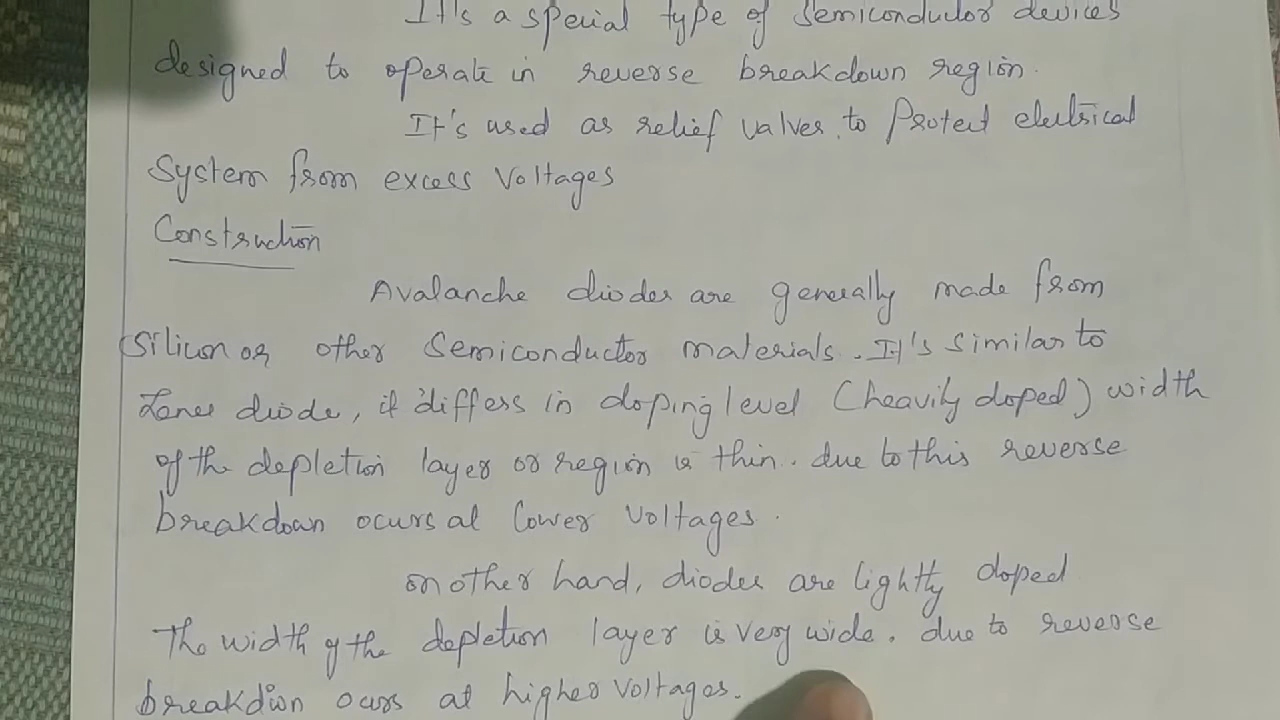 It's a special type of Semiconductor devices
designed to operate in reverse breakdown region.
It's used as relief valves to Protect electrical
System from excess Voltages
Construction
Avalanche diodes are generally made from
Silicon or other Semiconductor materials. It's similar to
Zener diode, it differs in doping level (heavily doped) width
of the depletion layer or region is thin. due to this reverse
breakdown ocurs at Lower Voltages.
on other hand, diodes are lightly doped
The width of the depletion layer is very wide. due to reverse
breakdion ocurs at higher Voltages.